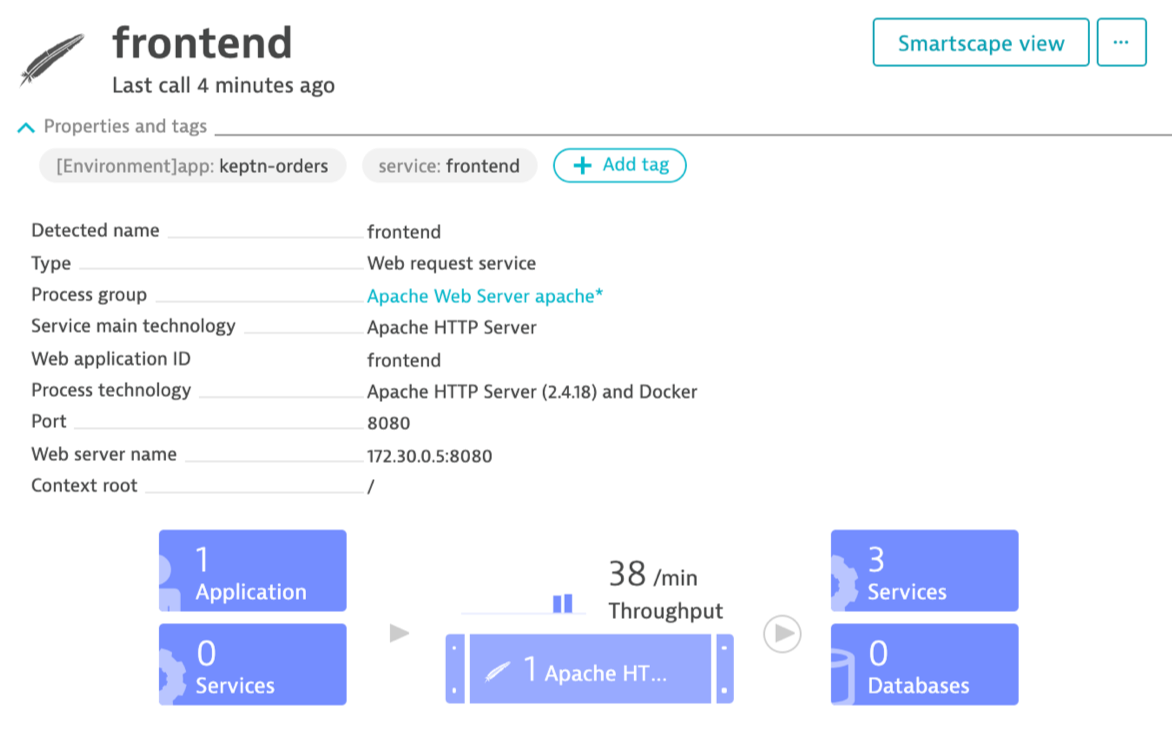 frontend
Smartscape view
...
Last call 4 minutes ago
Properties and tags
[Environment]app: keptn-orders
service: frontend
+ Add tag
Detected name frontend
Type Web request service
Process group Apache Web Server apache*
Service main technology Apache HTTP Server
Web application ID frontend
Process technology Apache HTTP Server (2.4.18) and Docker
Port 8080
Web server name 172.30.0.5:8080
Context root /
1
Application
0
Services
38 /min
Throughput
1 Apache HT...
3
Services
0
Databases